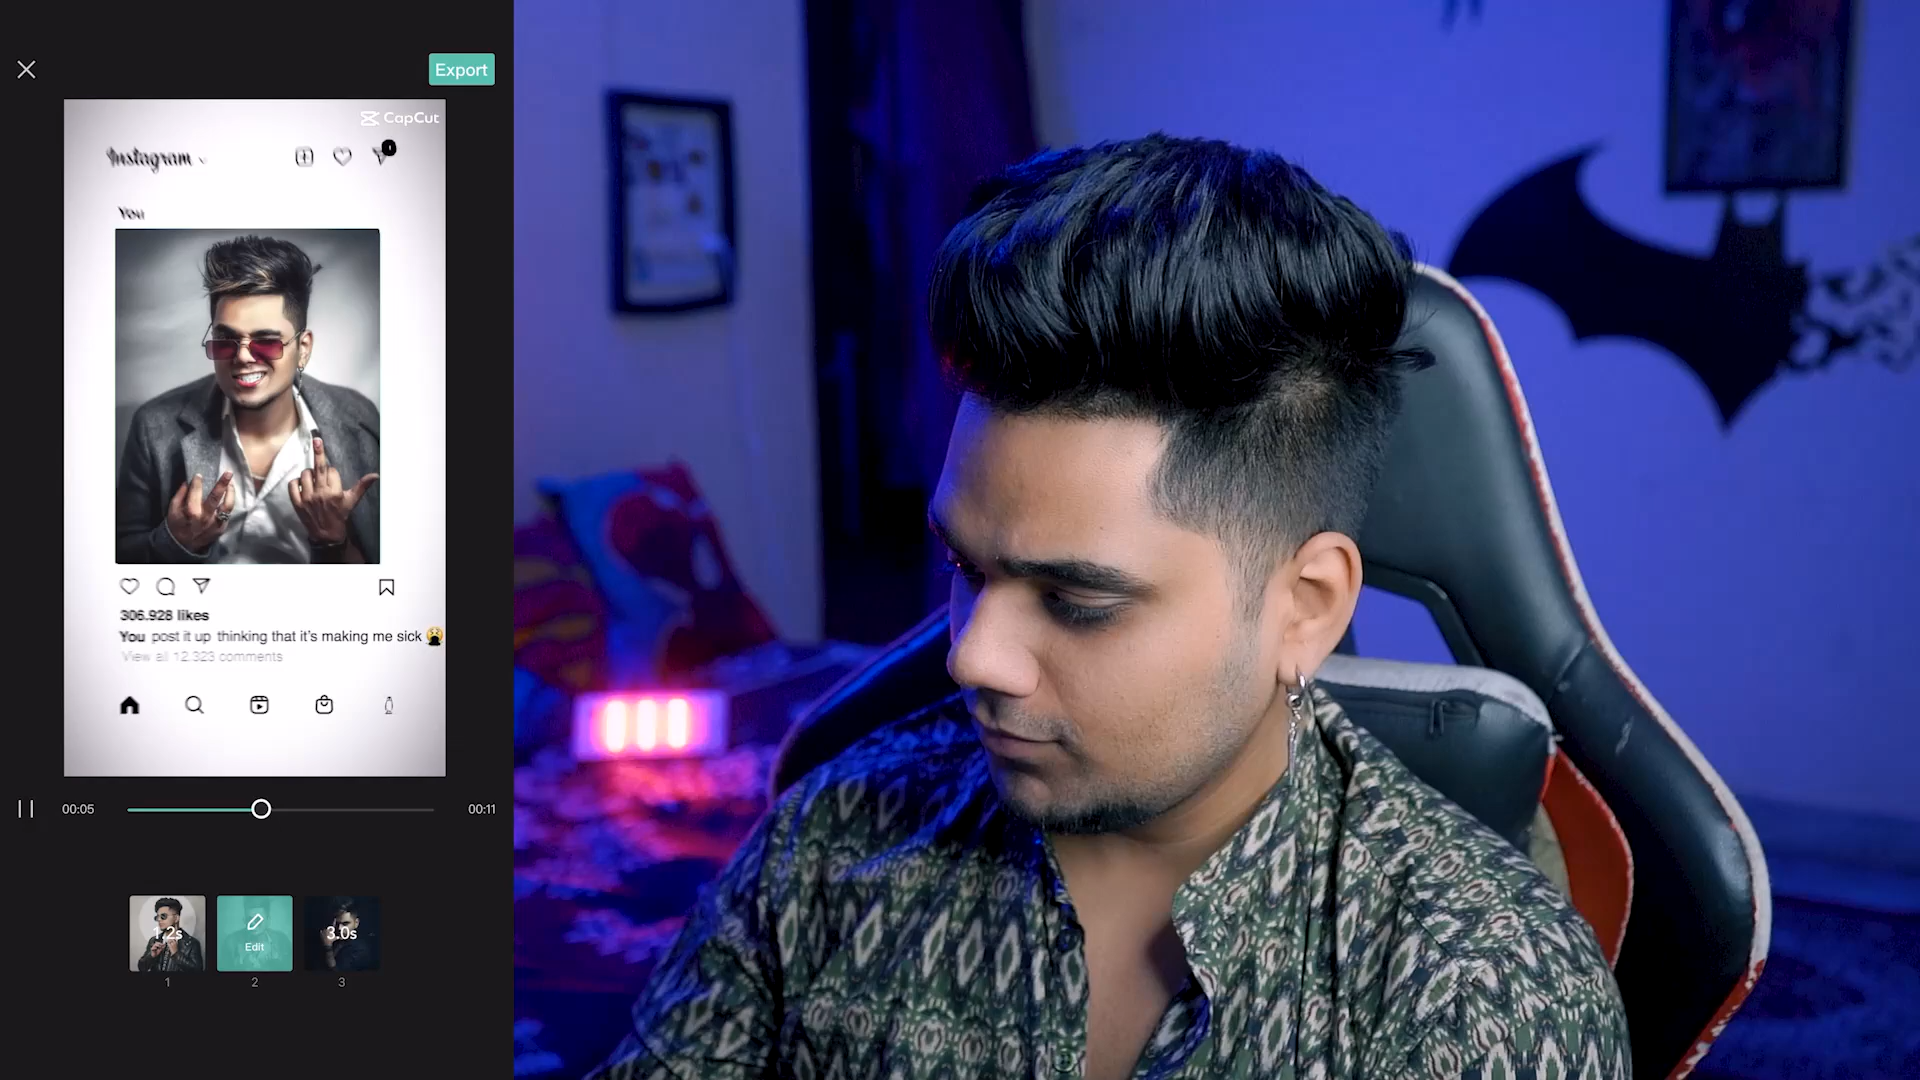 Export
CapCut
Instagram
You
306.928 likes
You post it up thinking that it's making me sick 🤮
View all 12.323 comments
00:05
00:11
1.2s
Edit
3.0s
1
2
3